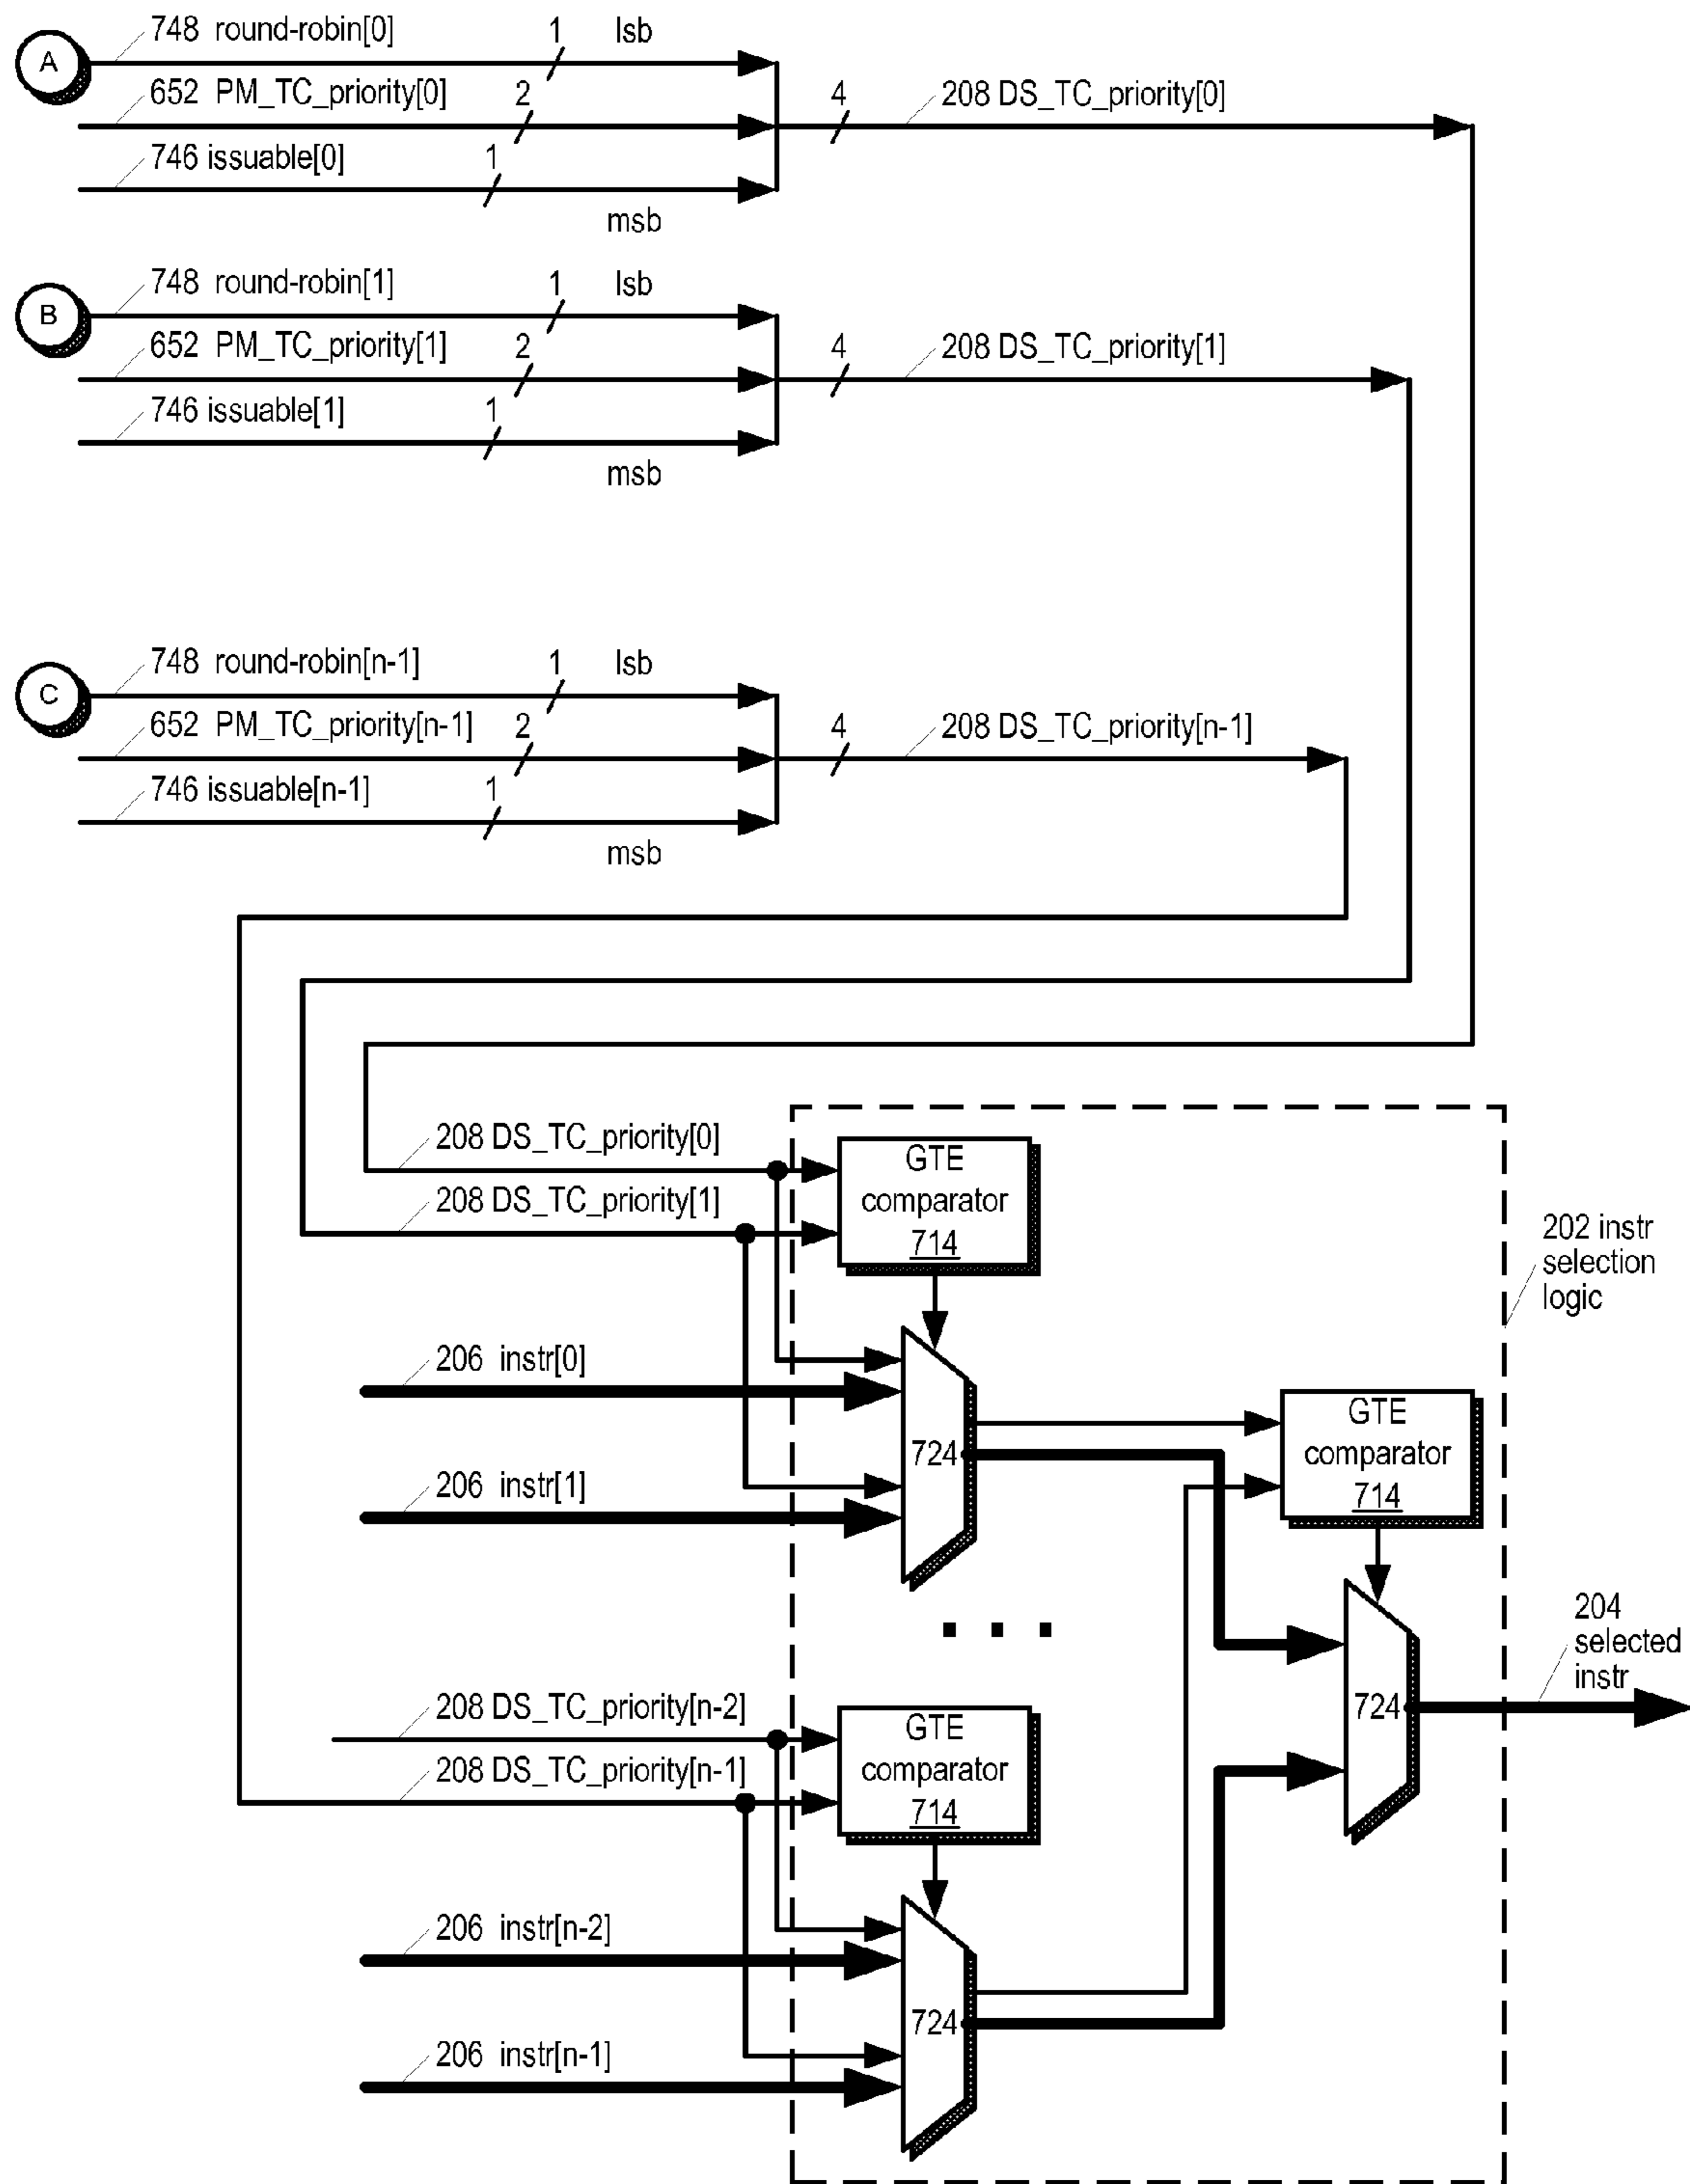 748 round-robin[0] 1 lsb
A
652 PM_TC_priority[0] 2 4 208 DS_TC_priority[0]
746 issuable[0] 1
msb
748 round-robin[1] 1 lsb
B
652 PM_TC_priority[1] 2 4 208 DS_TC_priority[1]
746 issuable[1] 1
msb
748 round-robin[n-1] 1 lsb
C
652 PM_TC_priority[n-1] 2 4 208 DS_TC_priority[n-1]
746 issuable[n-1] 1
msb
208 DS_TC_priority[0]
208 DS_TC_priority[1]
GTE
comparator
714
202 instr
selection
logic
206 instr[0]
206 instr[1]
724
GTE
comparator
714
204
selected
instr
724
208 DS_TC_priority[n-2]
208 DS_TC_priority[n-1]
GTE
comparator
714
206 instr[n-2]
206 instr[n-1]
724